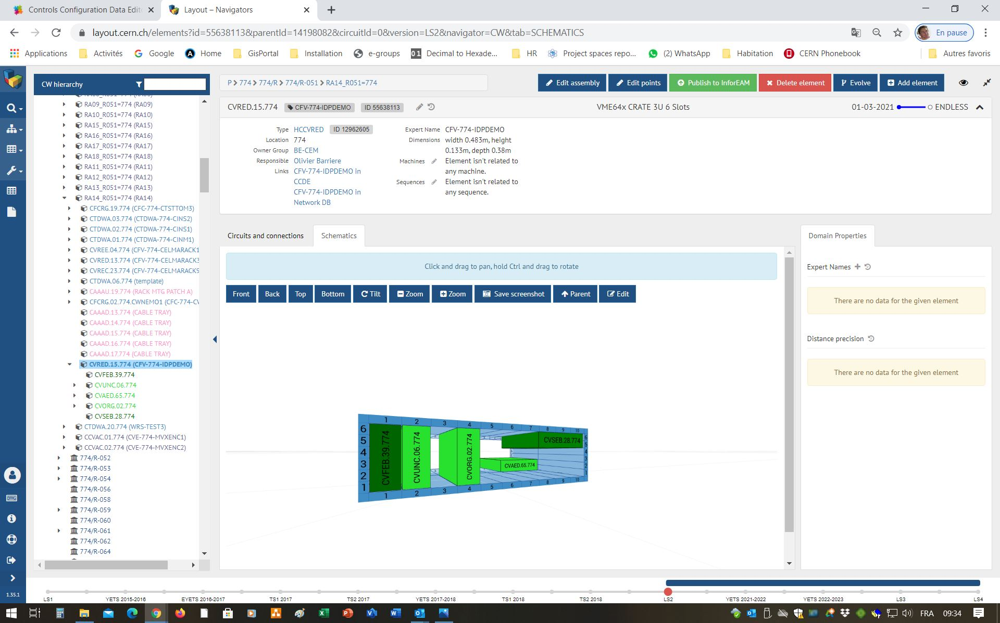 Controls Configuration Data Edit
Layout – Navigators
layout.cern.ch/elements?id=55638113&parentId=14198082&circuitId=0&version=LS2&navigator=CW&tab=SCHEMATICS
En pause
Applications
Activités
Google
Home
GisPortal
Installation
e-groups
Decimal to Hexade...
HR
Project spaces repo...
(2) WhatsApp
Habitation
CERN Phonebook
Autres favoris
CW hierarchy
P > 774 > 774/R > 774/R-051 > RA14_R051=774
Edit assembly
Edit points
Publish to InforEAM
Delete element
Evolve
Add element
RA09_R051=774 (RA09)
RA10_R051=774 (RA10)
RA15_R051=774 (RA15)
RA16_R051=774 (RA16)
RA17_R051=774 (RA17)
RA18_R051=774 (RA18)
RA11_R051=774 (RA11)
RA12_R051=774 (RA12)
RA13_R051=774 (RA13)
RA14_R051=774 (RA14)
CFCRG.19.774 (CFC-774-CTSTTOM3)
CTDWA.03.774 (CTDWA-774-CINS2)
CTDWA.02.774 (CTDWA-774-CINS1)
CTDWA.01.774 (CTDWA-774-CINM1)
CVREE.04.774 (CFV-774-CELMARACK1
CVRED.13.774 (CFV-774-CELMARACK3
CVREC.23.774 (CFV-774-CELMARACK9
CTDWA.06.774 (template)
CAAAU.19.774 (RACK MTG PATCH A)
CFCRG.02.774.CWNEMO1 (CFC-774-CW
CAAAD.13.774 (CABLE TRAY)
CAAAD.14.774 (CABLE TRAY)
CAAAD.15.774 (CABLE TRAY)
CAAAD.16.774 (CABLE TRAY)
CAAAD.17.774 (CABLE TRAY)
CVRED.15.774 (CFV-774-IDPDEMO)
CVFEB.39.774
CVUNC.06.774
CVAED.65.774
CVORG.02.774
CVSEB.28.774
CTDWA.20.774 (WRS-TEST3)
CCVAC.01.774 (CVE-774-MVXENC1)
CCVAC.02.774 (CVE-774-MVXENC2)
774/R-052
774/R-053
774/R-054
774/R-056
774/R-058
774/R-059
774/R-060
774/R-061
774/R-062
774/R-064
CVRED.15.774 CFV-774-IDPDEMO ID 55638113
VME64x CRATE 3U 6 Slots
01-03-2021 ENDLESS
Type HCCVRED ID 12962605
Location 774
Owner Group BE-CEM
Responsible Olivier Barriere
Links CFV-774-IDPDEMO in
CCDE
CFV-774-IDPDEMO in
Network DB
Expert Name CFV-774-IDPDEMO
Dimensions width 0.483m, height
0.133m, depth 0.38m
Machines Element isn't related to
any machine.
Sequences Element isn't related to
any sequence.
Circuits and connections
Schematics
Click and drag to pan, hold Ctrl and drag to rotate
Front
Back
Top
Bottom
Tilt
Zoom
Zoom
Save screenshot
Parent
Edit
1 2 3 4 5 6 7 8 9 10
6
5
4
3
2
1
CVFEB.39.774
CVUNC.06.774
CVORG.02.774
CVSEB.28.774
CVAED.65.774
6
5
4
3
2
1
1 2 3 4 5 6 7 8 9 10
Domain Properties
Expert Names
There are no data for the given element
Distance precision
There are no data for the given element
1.35.1
LS1
YETS 2015-2016
EYETS 2016-2017
TS1 2017
TS2 2017
YETS 2017-2018
TS1 2018
TS2 2018
LS2
YETS 2021-2022
YETS 2022-2023
LS3
LS4
FRA
09:34